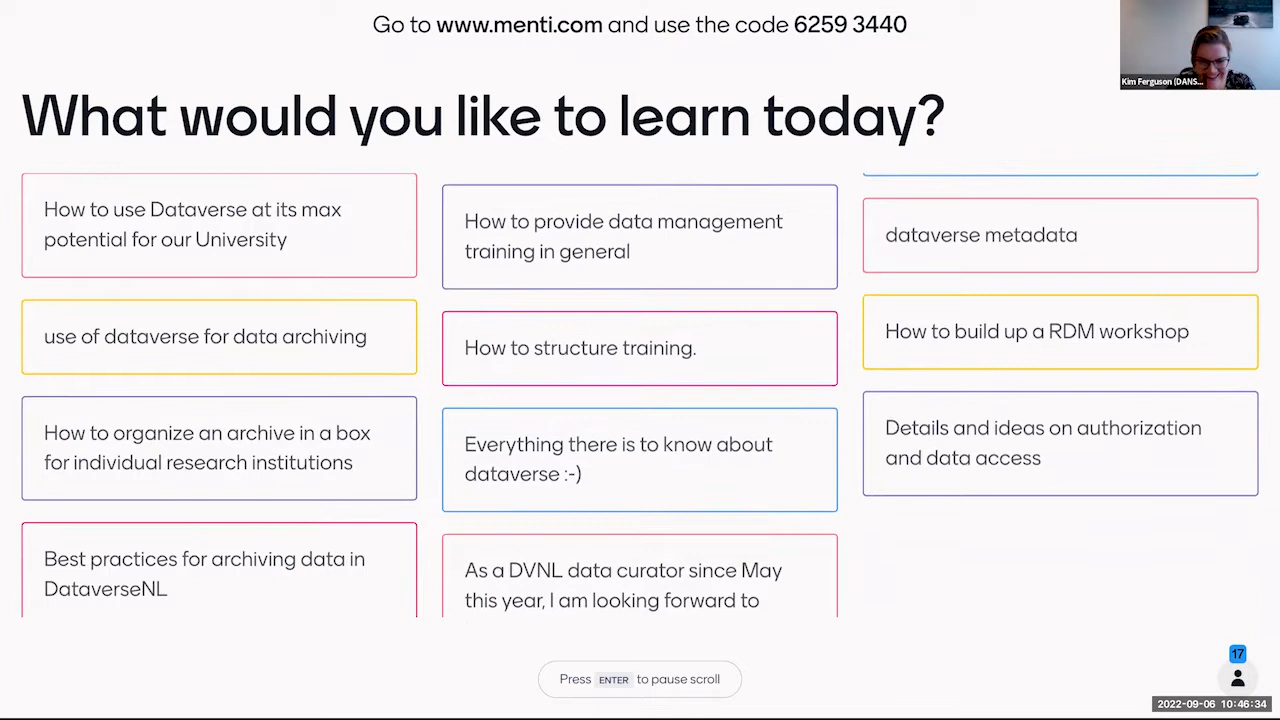 Go to www.menti.com and use the code 6259 3440
Kim Ferguson (DANS...
What would you like to learn today?
How to use Dataverse at its max
potential for our University
use of dataverse for data archiving
How to organize an archive in a box
for individual research institutions
Best practices for archiving data in
DataverseNL
How to provide data management
training in general
How to structure training.
Everything there is to know about
dataverse :-)
As a DVNL data curator since May
this year, I am looking forward to
dataverse metadata
How to build up a RDM workshop
Details and ideas on authorization
and data access
Press ENTER to pause scroll
17
2022-09-06 10:46:34